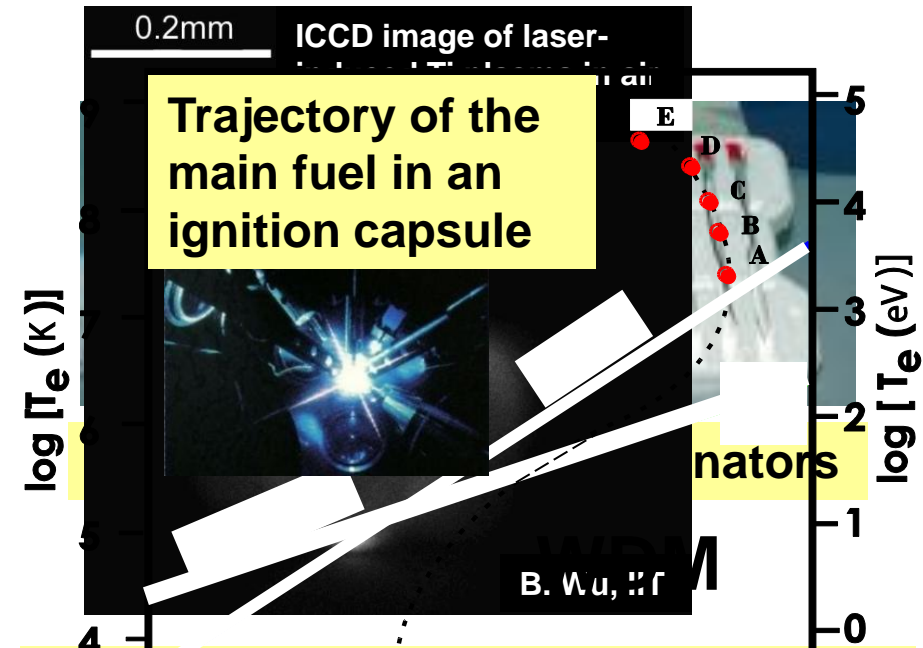 0.2mm
ICCD image of laser-
Trajectory of the
main fuel in an
ignition capsule
E
D
C
B
A
9
8
7
6
5
4
log [Te (K)]
5
4
3
2
1
0
log [Te (eV)]
nators
WDM
B. Wu,